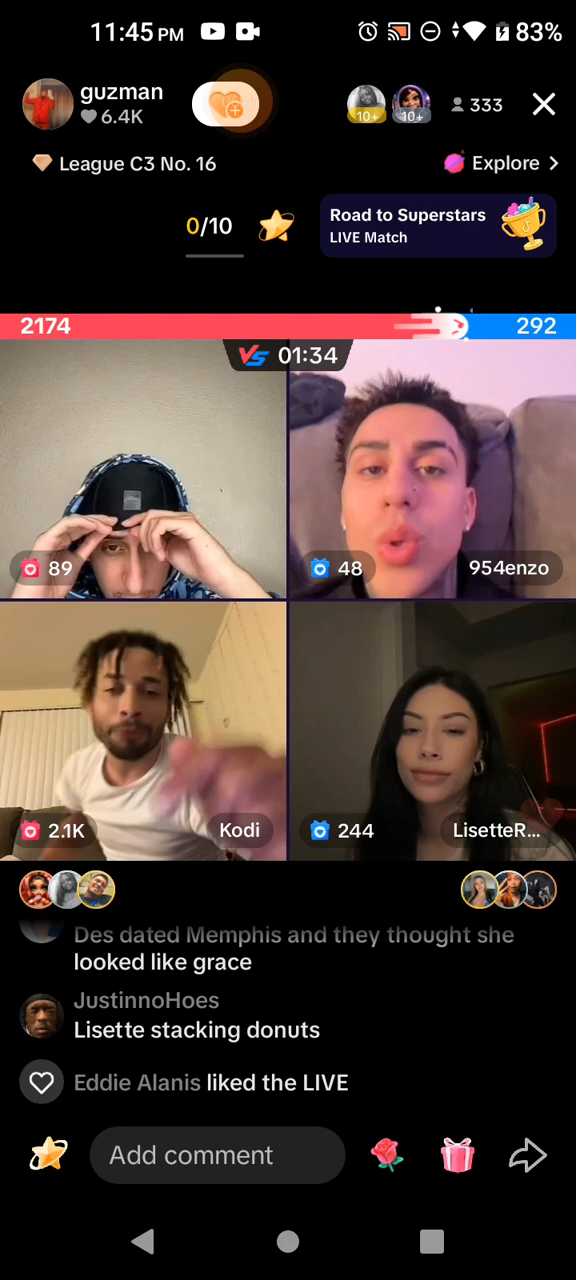 11:45 PM
83%
guzman
6.4K
10+
10+
333
League C3 No. 16
Explore
0/10
Road to Superstars
LIVE Match
2174
292
VS 01:34
89
48
954enzo
2.1K
Kodi
244
LisetteR...
Des dated Memphis and they thought she
looked like grace
JustinnoHoes
Lisette stacking donuts
Eddie Alanis liked the LIVE
Add comment